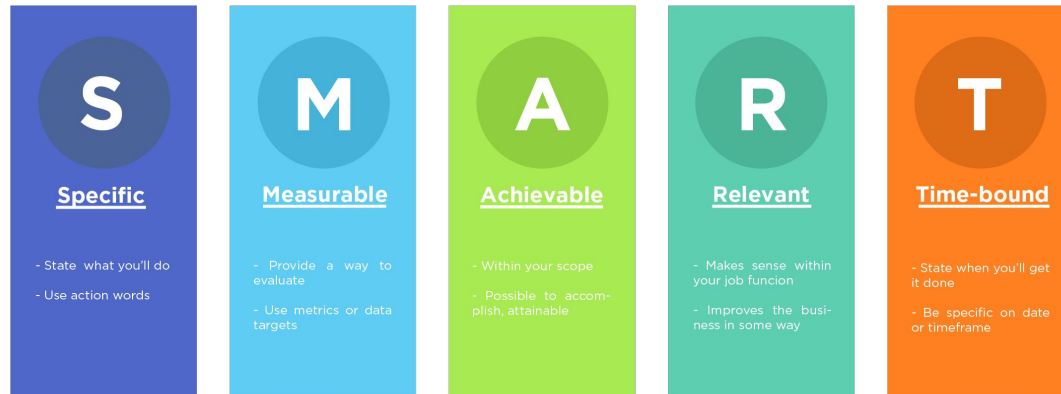 S
Specific
- State what you'll do
- Use action words
M
Measurable
- Provide a way to
evaluate
- Use metrics or data
targets
A
Achievable
- Within your scope
- Possible to accom-
plish, attainable
R
Relevant
- Makes sense within
your job funcion
- Improves the busi-
ness in some way
T
Time-bound
- State when you'll get
it done
- Be specific on date
or timeframe